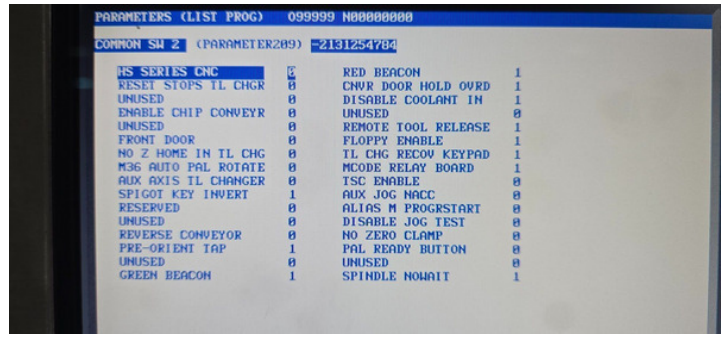 PARAMETERS (LIST PROG) O99999 N00000000
COMMON SW 2 (PARAMETER209) -2131254784
HS SERIES CNC 0 RED BEACON 1
RESET STOPS TL CHGR 0 CNVR DOOR HOLD OVRD 1
UNUSED 0 DISABLE COOLANT IN 1
ENABLE CHIP CONVEYR 0 UNUSED 0
UNUSED 0 REMOTE TOOL RELEASE 1
FRONT DOOR 0 FLOPPY ENABLE 1
NO Z HOME IN TL CHG 0 TL CHG RECOV KEYPAD 1
M36 AUTO PAL ROTATE 0 MCODE RELAY BOARD 1
AUX AXIS TL CHANGER 0 TSC ENABLE 0
SPIGOT KEY INVERT 1 AUX JOG NACC 0
RESERVED 0 ALIAS M PROGRSTART 0
UNUSED 0 DISABLE JOG TEST 0
REVERSE CONVEYOR 0 NO ZERO CLAMP 0
PRE-ORIENT TAP 1 PAL READY BUTTON 0
UNUSED 0 UNUSED 0
GREEN BEACON 1 SPINDLE NOWAIT 1